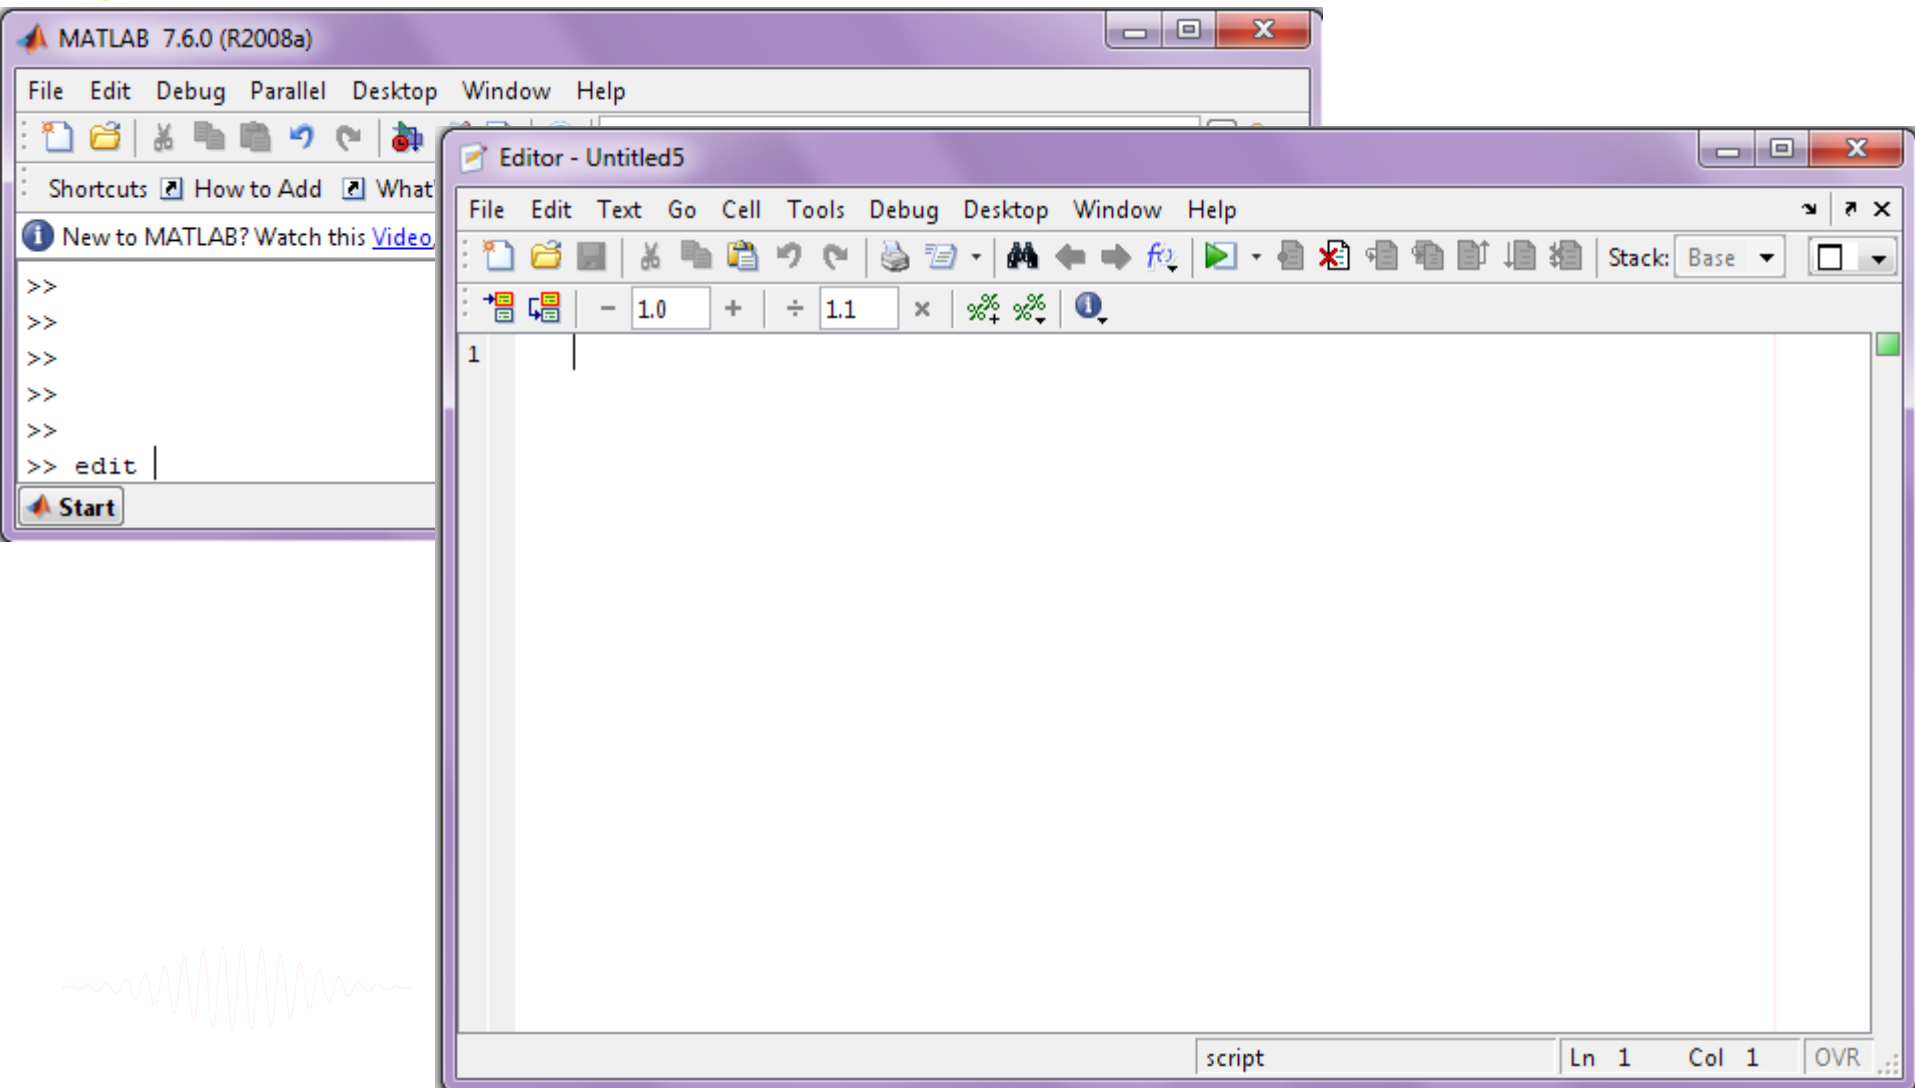 MATLAB 7.6.0 (R2008a)
File Edit Debug Parallel Desktop Window Help
Shortcuts How to Add What'
New to MATLAB? Watch this Video,
>>
>>
>>
>>
>>
>> edit
Start
Editor - Untitled5
File Edit Text Go Cell Tools Debug Desktop Window Help
Stack: Base
− 1.0 + ÷ 1.1 ×
1
script Ln 1 Col 1 OVR